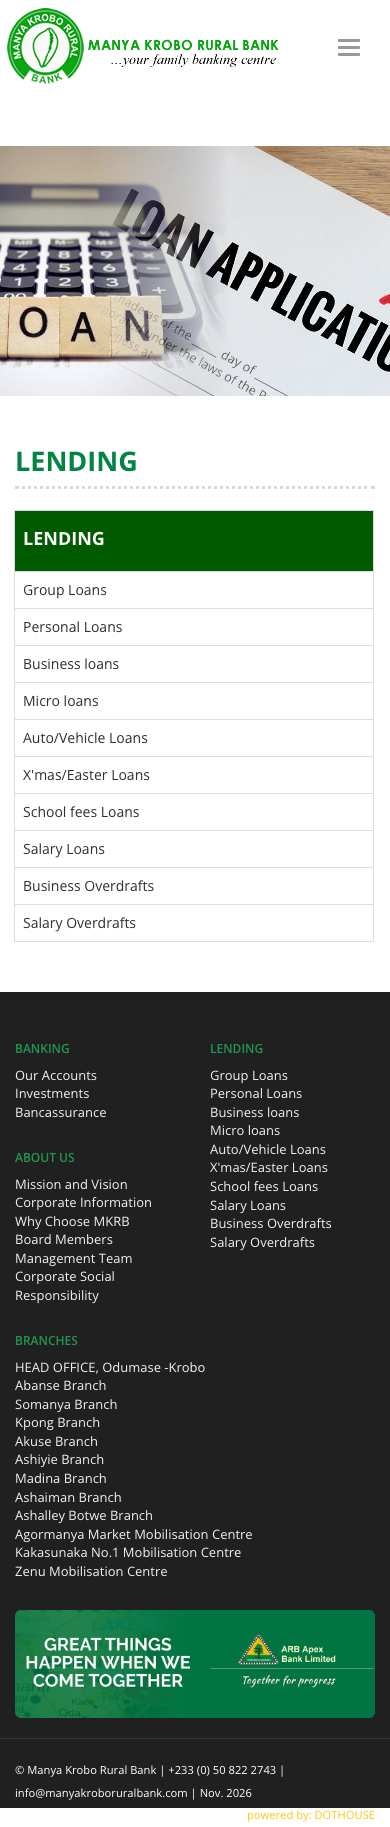 MANYA KROBO RURAL
BANK
MANYA KROBO RURAL BANK
...your family banking centre
LOAN APPLICATIO
OAN
day of
under the laws of the
LENDING
LENDING
Group Loans
Personal Loans
Business loans
Micro loans
Auto/Vehicle Loans
X'mas/Easter Loans
School fees Loans
Salary Loans
Business Overdrafts
Salary Overdrafts
BANKING
Our Accounts
Investments
Bancassurance
ABOUT US
Mission and Vision
Corporate Information
Why Choose MKRB
Board Members
Management Team
Corporate Social
Responsibility
LENDING
Group Loans
Personal Loans
Business loans
Micro loans
Auto/Vehicle Loans
X'mas/Easter Loans
School fees Loans
Salary Loans
Business Overdrafts
Salary Overdrafts
BRANCHES
HEAD OFFICE, Odumase -Krobo
Abanse Branch
Somanya Branch
Kpong Branch
Akuse Branch
Ashiyie Branch
Madina Branch
Ashaiman Branch
Ashalley Botwe Branch
Agormanya Market Mobilisation Centre
Kakasunaka No.1 Mobilisation Centre
Zenu Mobilisation Centre
GREAT THINGS
HAPPEN WHEN WE
COME TOGETHER
ARB Apex
Bank Limited
Together for progress
© Manya Krobo Rural Bank | +233 (0) 50 822 2743 |
info@manyakroboruralbank.com | Nov. 2026
powered by: DOTHOUSE